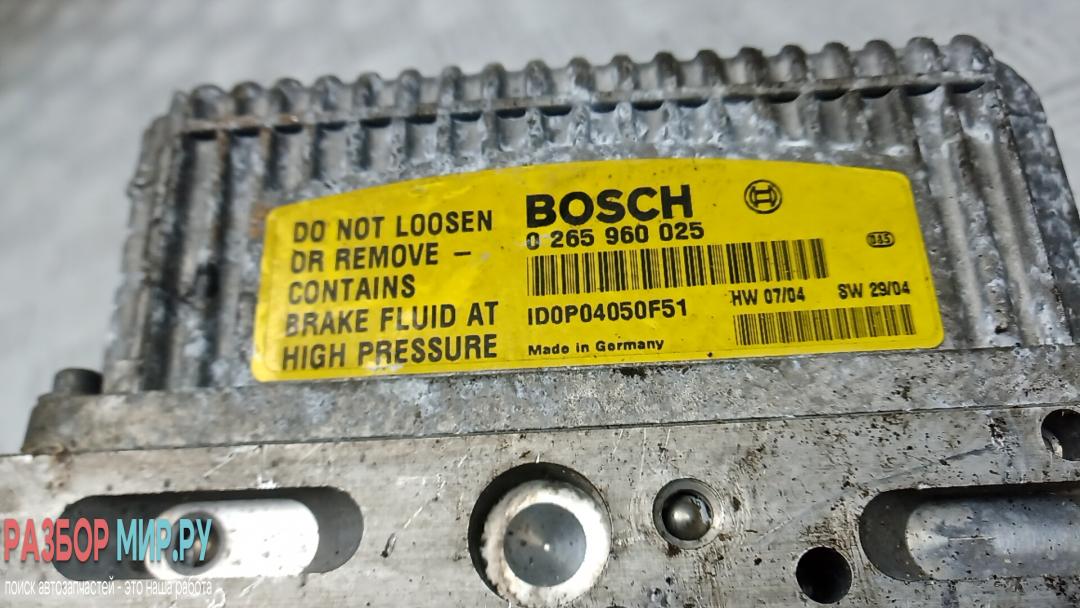 DO NOT LOOSEN
OR REMOVE –
CONTAINS
BRAKE FLUID AT
HIGH PRESSURE
BOSCH
0 265 960 025
ID0P04050F51
Made in Germany
HW 07/04 SW 29/04
РАЗБОР МИР.РУ
поиск автозапчастей - это наша работа